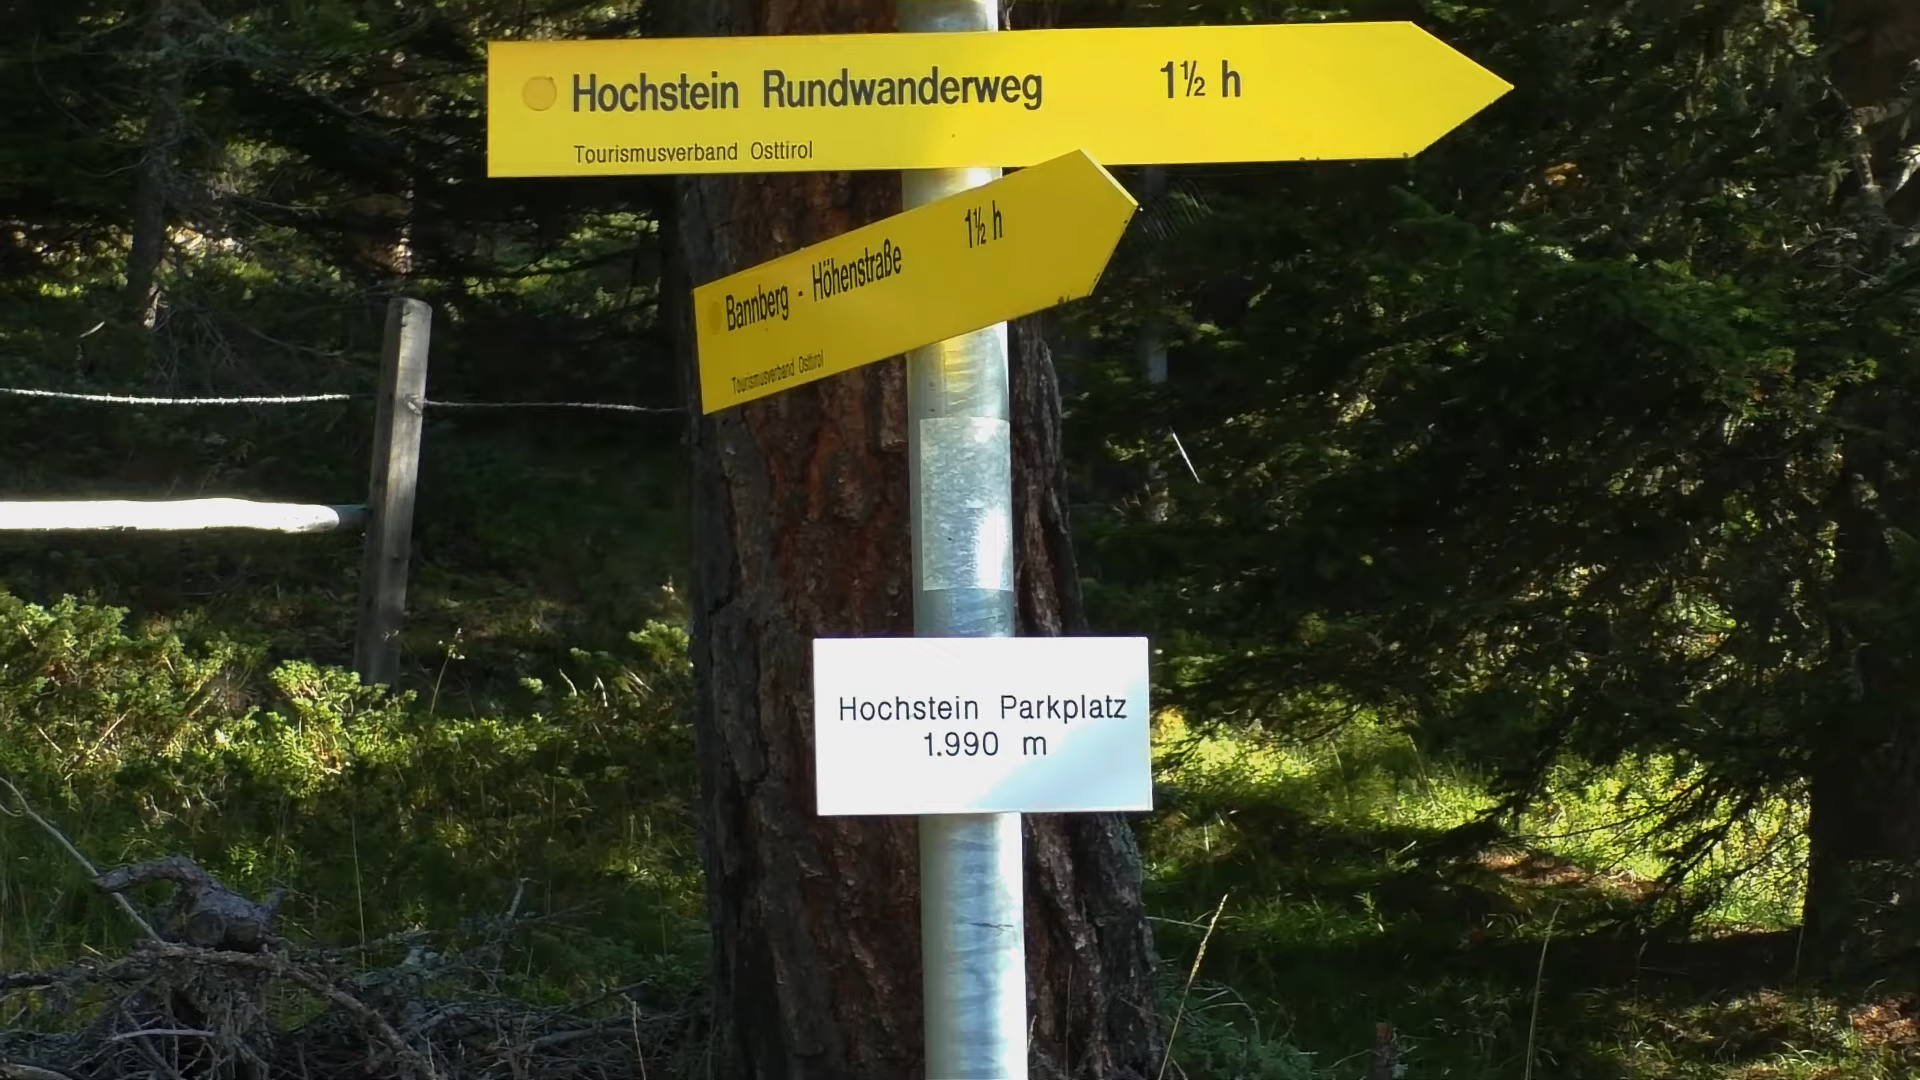 Hochstein Rundwanderweg 1½ h
Tourismusverband Osttirol
Bannberg - Höhenstraße 1½ h
Tourismusverband Osttirol
Hochstein Parkplatz
1.990 m